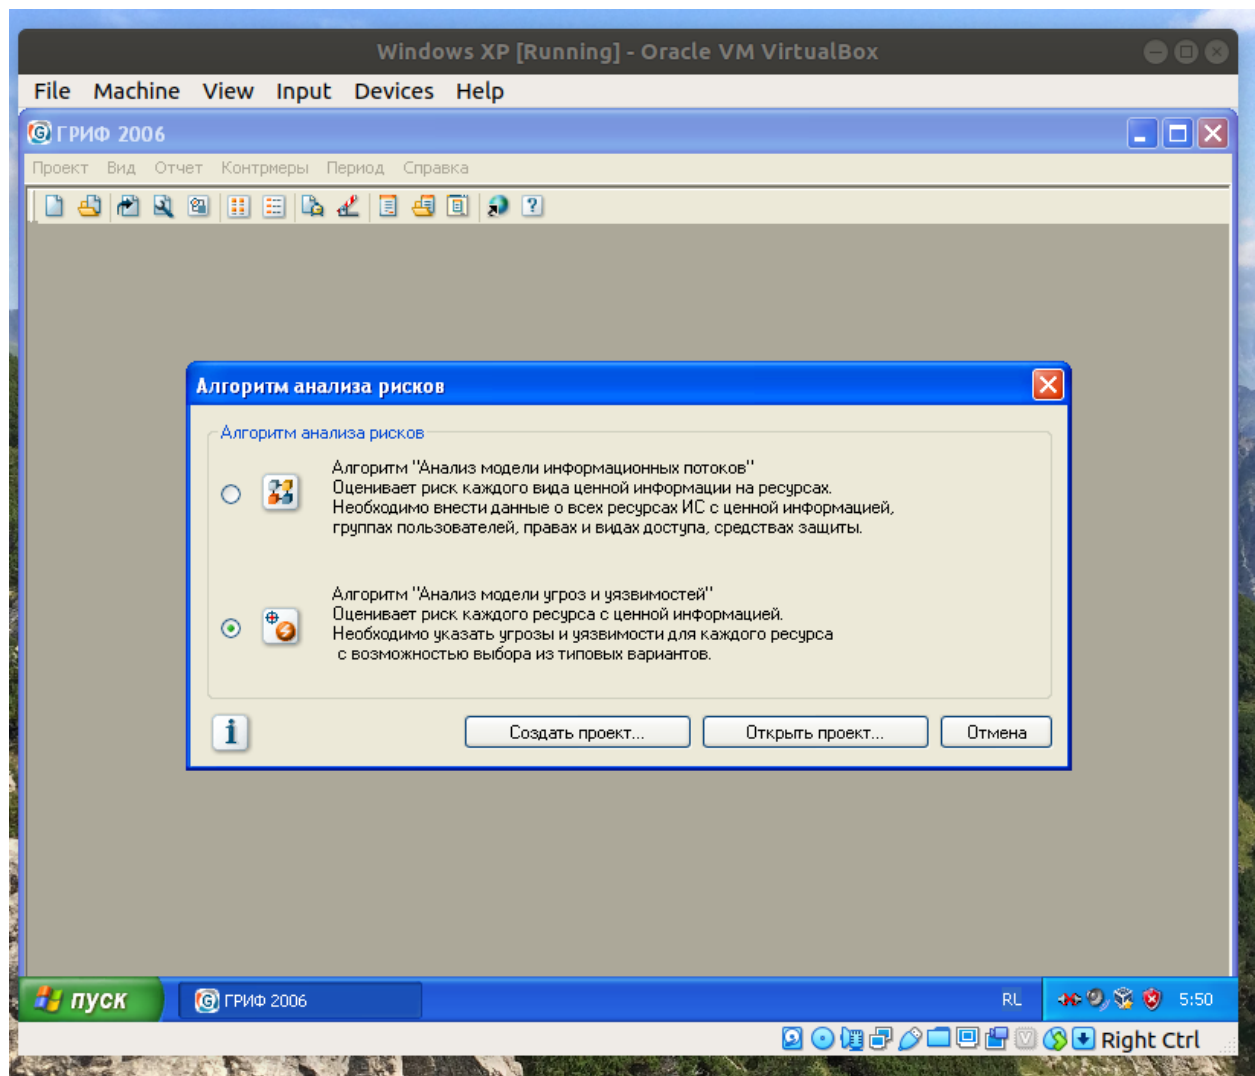 Windows XP [Running] - Oracle VM VirtualBox
File Machine View Input Devices Help
ГРИФ 2006
Проект Вид Отчет Контрмеры Период Справка
Алгоритм анализа рисков
Алгоритм анализа рисков
Алгоритм "Анализ модели информационных потоков"
Оценивает риск каждого вида ценной информации на ресурсах.
Необходимо внести данные о всех ресурсах ИС с ценной информацией,
группах пользователей, правах и видах доступа, средствах защиты.
Алгоритм "Анализ модели угроз и уязвимостей"
Оценивает риск каждого ресурса с ценной информацией.
Необходимо указать угрозы и уязвимости для каждого ресурса
с возможностью выбора из типовых вариантов.
Создать проект... Открыть проект... Отмена
пуск ГРИФ 2006 RL 5:50
Right Ctrl